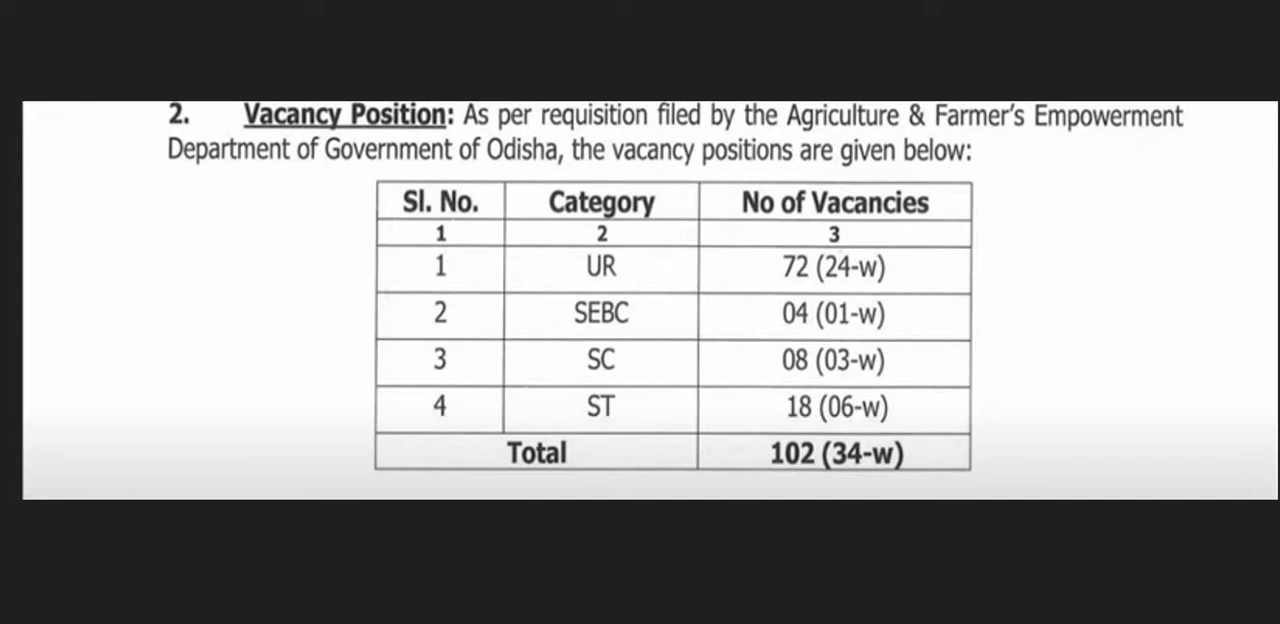 2. Vacancy Position: As per requisition filed by the Agriculture & Farmer's Empowerment
Department of Government of Odisha, the vacancy positions are given below:
Sl. No. Category No of Vacancies
1 2 3
1 UR 72 (24-w)
2 SEBC 04 (01-w)
3 SC 08 (03-w)
4 ST 18 (06-w)
Total 102 (34-w)